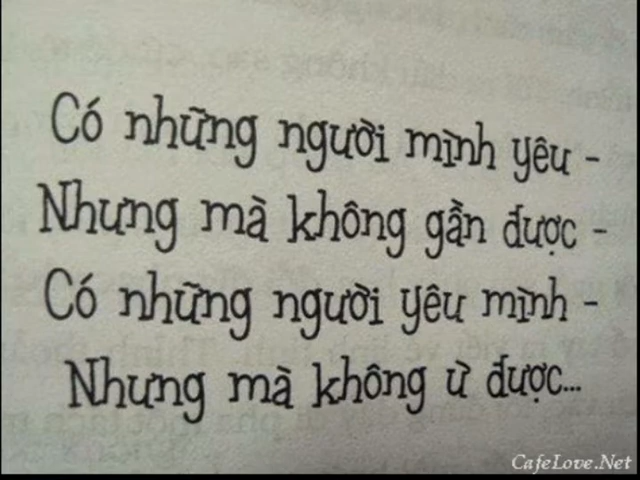 Có những người mình yêu -
Nhưng mà không gần được -
Có những người yêu mình -
Nhưng mà không ừ được...
CafeLove.Net